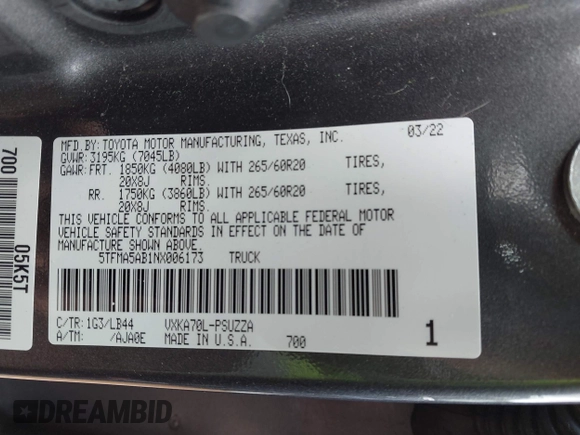 MFD.BY:TOYOTA MOTOR MANUFACTURING, TEXAS, INC. 03/22
GVWR: 3195KG (7045LB)
GAWR: FRT. 1850KG (4080LB) WITH 265/60R20 TIRES,
20X8J RIMS.
RR. 1750KG (3860LB) WITH 265/60R20 TIRES,
20X8J RIMS.
THIS VEHICLE CONFORMS TO ALL APPLICABLE FEDERAL MOTOR
VEHICLE SAFETY STANDARDS IN EFFECT ON THE DATE OF
MANUFACTURE SHOWN ABOVE.
5TFMA5AB1NX006173 TRUCK
C/TR: 1G3/LB44 VXKA70L-PSUZZA
A/TM: /AJA0E MADE IN U.S.A. 700 1
700
05K5T
DREAMBID